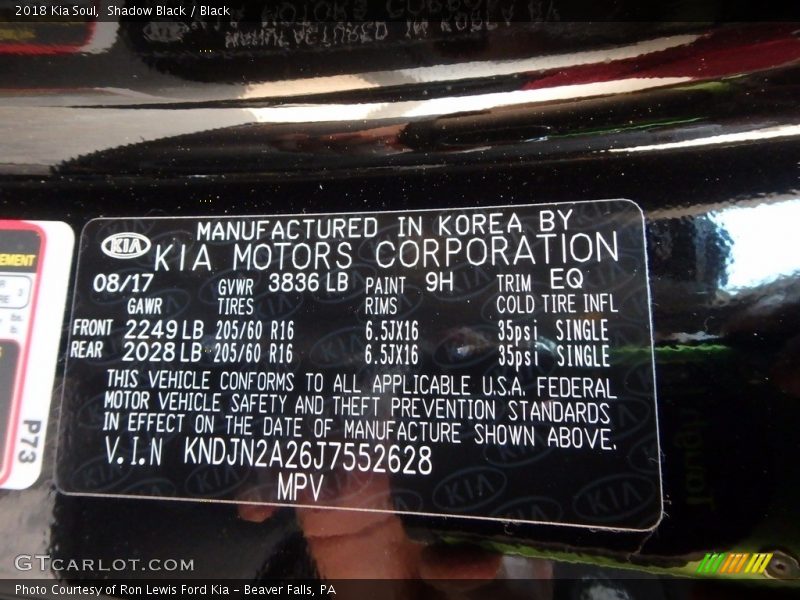 2018 Kia Soul,  Shadow Black / Black
MANUFACTURED IN KOREA BY
KIA KIA MOTORS CORPORATION
08/17 GVWR 3836 LB PAINT 9H TRIM EQ
GAWR TIRES RIMS COLD TIRE INFL
FRONT 2249 LB 205/60 R16 6.5JX16 35psi SINGLE
REAR 2028 LB 205/60 R16 6.5JX16 35psi SINGLE
THIS VEHICLE CONFORMS TO ALL APPLICABLE U.S.A. FEDERAL
MOTOR VEHICLE SAFETY AND THEFT PREVENTION STANDARDS
IN EFFECT ON THE DATE OF MANUFACTURE SHOWN ABOVE.
V.I.N KNDJN2A26J7552628
MPV
P73
GTCARLOT.COM
Photo Courtesy of Ron Lewis Ford Kia – Beaver Falls, PA